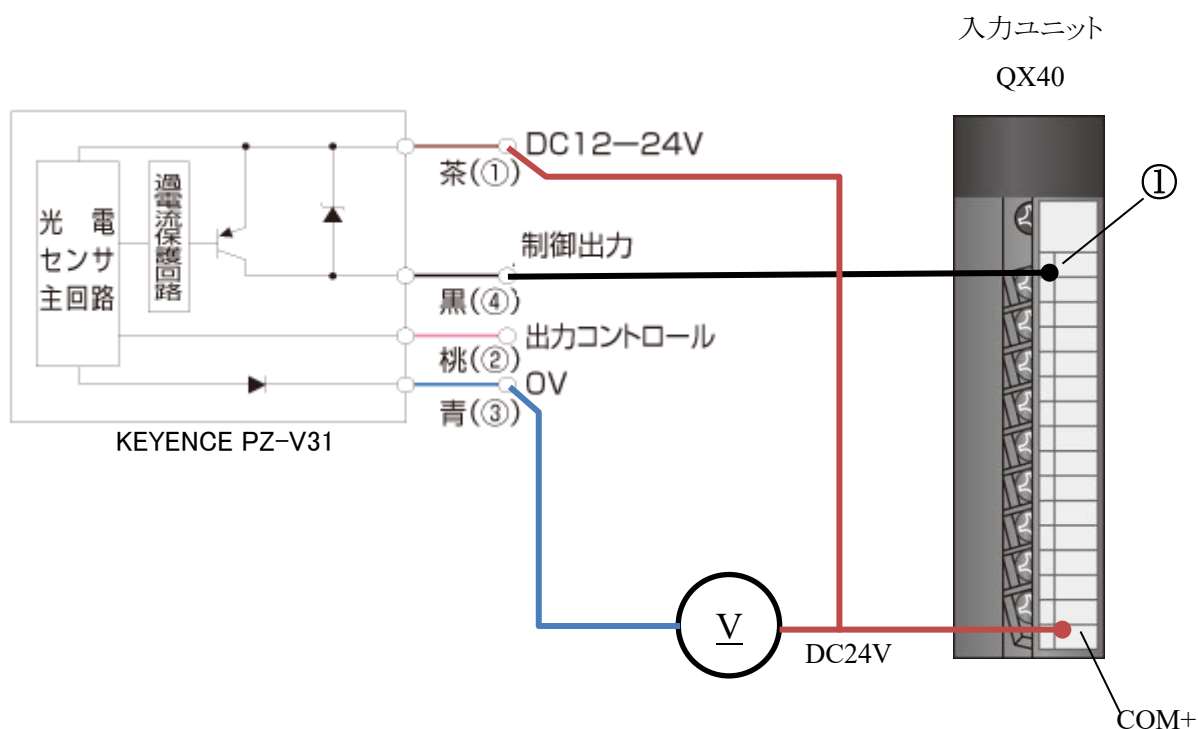 入力ユニット
QX40
DC12−24V
茶(①)
①
光 電
センサ
主回路
過電流保護回路
制御出力
黒(④)
出力コントロール
桃(②)
0V
青(③)
KEYENCE PZ-V31
V
DC24V
COM+